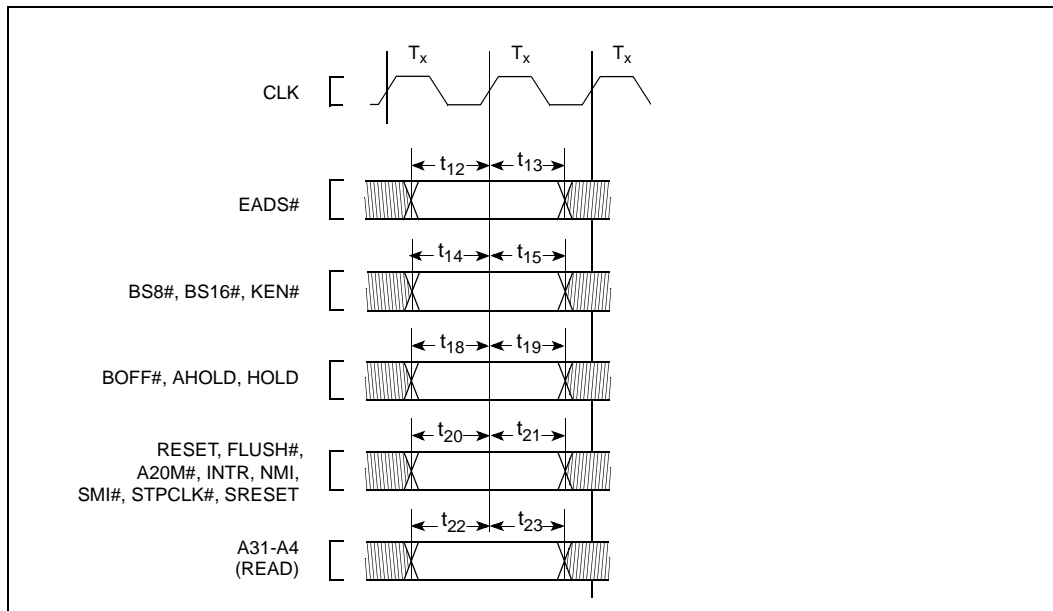 Tx Tx Tx
CLK
t12 t13
EADS#
t14 t15
BS8#, BS16#, KEN#
t18 t19
BOFF#, AHOLD, HOLD
t20 t21
RESET, FLUSH#,
A20M#, INTR, NMI,
SMI#, STPCLK#, SRESET
t22 t23
A31-A4
(READ)